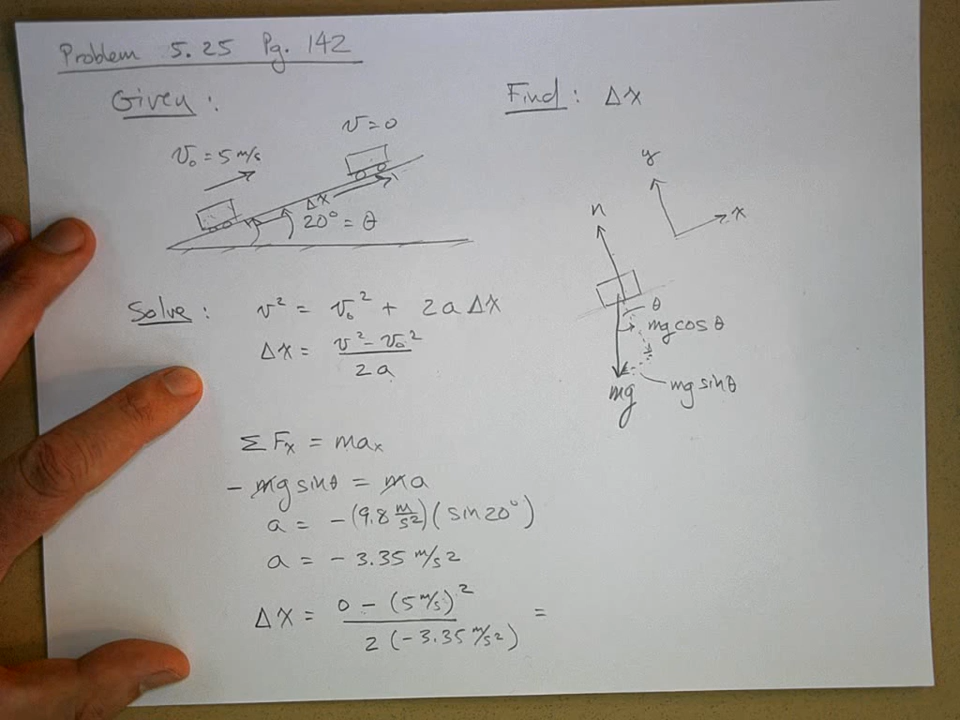 Problem 5.25 Pg. 142
Given:
Find: Δx
v₀ = 5 m/s
v = 0
Δx
20° = θ
y
x
n
θ
mg cos θ
mg sin θ
mg
Solve: v² = v₀² + 2aΔx
Δx = (v² - v₀²) / 2a
ΣFₓ = maₓ
- mg sin θ = ma
a = - (9.8 m/s²)(sin 20°)
a = - 3.35 m/s2
Δx = (0 - (5 m/s)²) / (2(-3.35 m/s2)) =